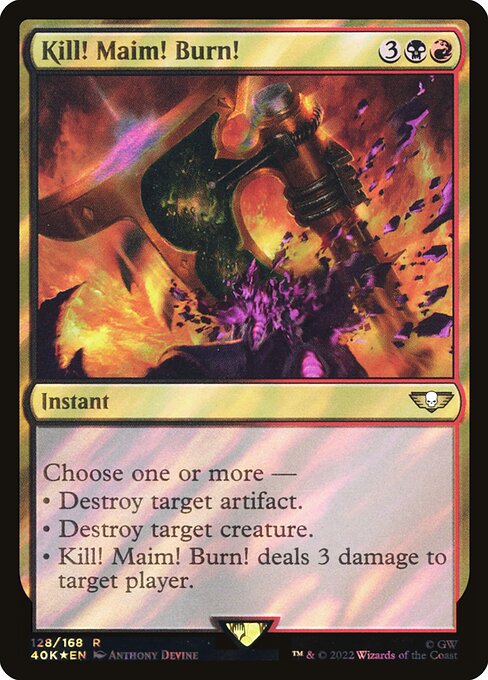 Kill! Maim! Burn!
3
Instant
Choose one or more —
• Destroy target artifact.
• Destroy target creature.
• Kill! Maim! Burn! deals 3 damage to
target player.
128/168 R
40K★EN Anthony Devine
© GW
™ & © 2022 Wizards of the Coast